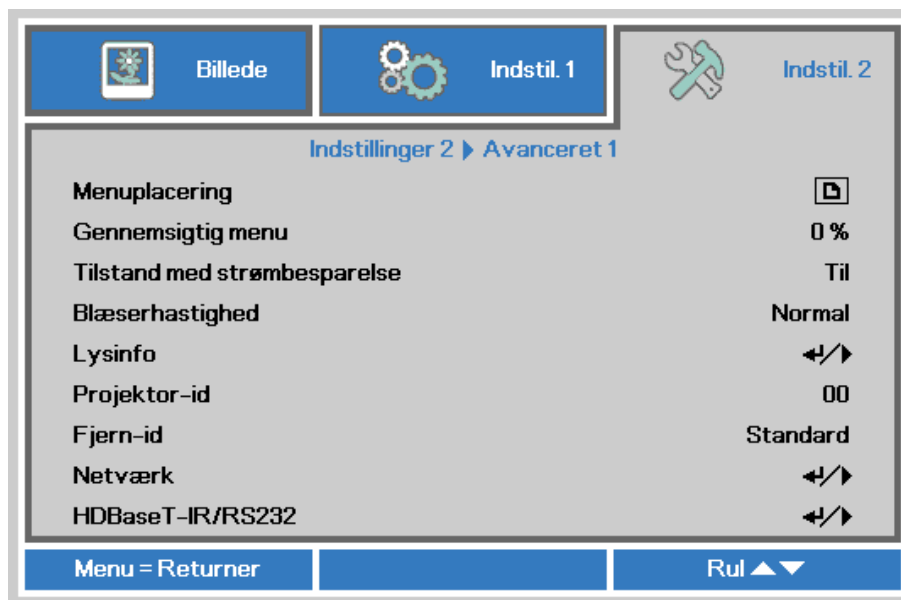 Billede
Indstil. 1
Indstil. 2
Indstillinger 2 ▶ Avanceret 1
Menuplacering
Gennemsigtig menu 0 %
Tilstand med strømbesparelse Til
Blæserhastighed Normal
Lysinfo ↵/▶
Projektor-id 00
Fjern-id Standard
Netværk ↵/▶
HDBaseT-IR/RS232 ↵/▶
Menu = Returner
Rul ▲▼